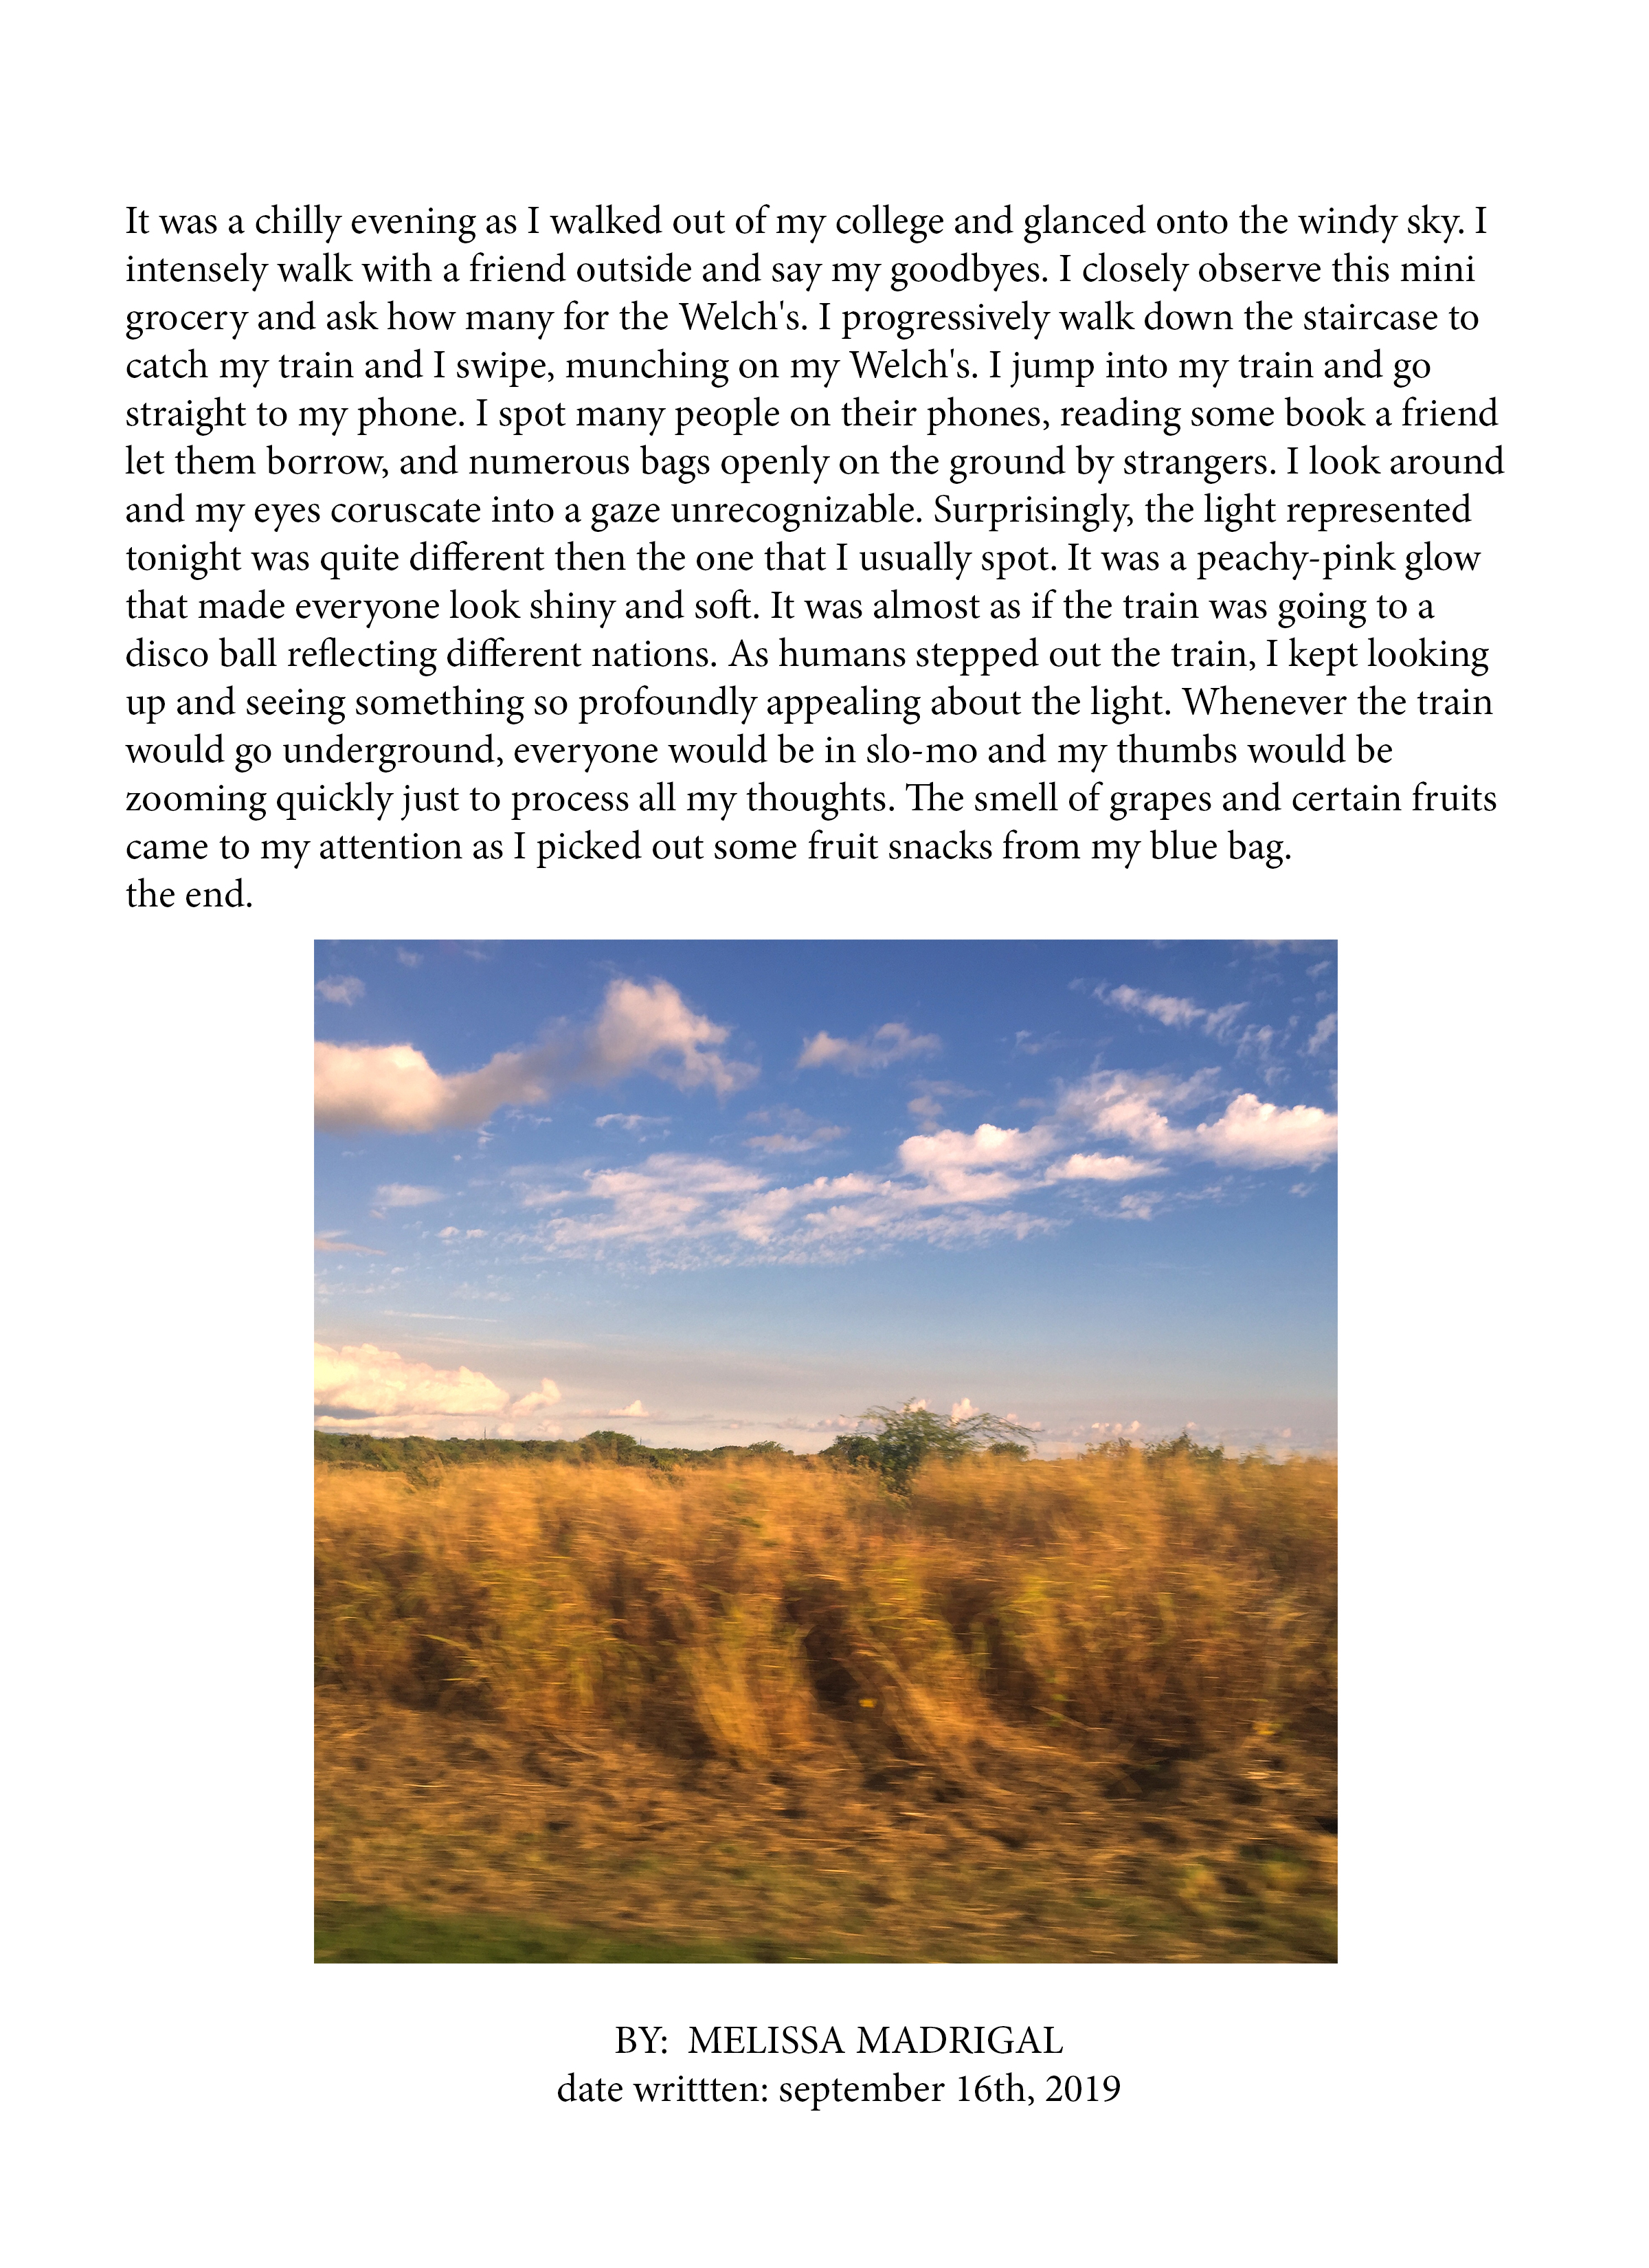 It was a chilly evening as I walked out of my college and glanced onto the windy sky. I
intensely walk with a friend outside and say my goodbyes. I closely observe this mini
grocery and ask how many for the Welch's. I progressively walk down the staircase to
catch my train and I swipe, munching on my Welch's. I jump into my train and go
straight to my phone. I spot many people on their phones, reading some book a friend
let them borrow, and numerous bags openly on the ground by strangers. I look around
and my eyes coruscate into a gaze unrecognizable. Surprisingly, the light represented
tonight was quite different then the one that I usually spot. It was a peachy-pink glow
that made everyone look shiny and soft. It was almost as if the train was going to a
disco ball reflecting different nations. As humans stepped out the train, I kept looking
up and seeing something so profoundly appealing about the light. Whenever the train
would go underground, everyone would be in slo-mo and my thumbs would be
zooming quickly just to process all my thoughts. The smell of grapes and certain fruits
came to my attention as I picked out some fruit snacks from my blue bag.
the end.
BY:  MELISSA MADRIGAL
date writtten: september 16th, 2019